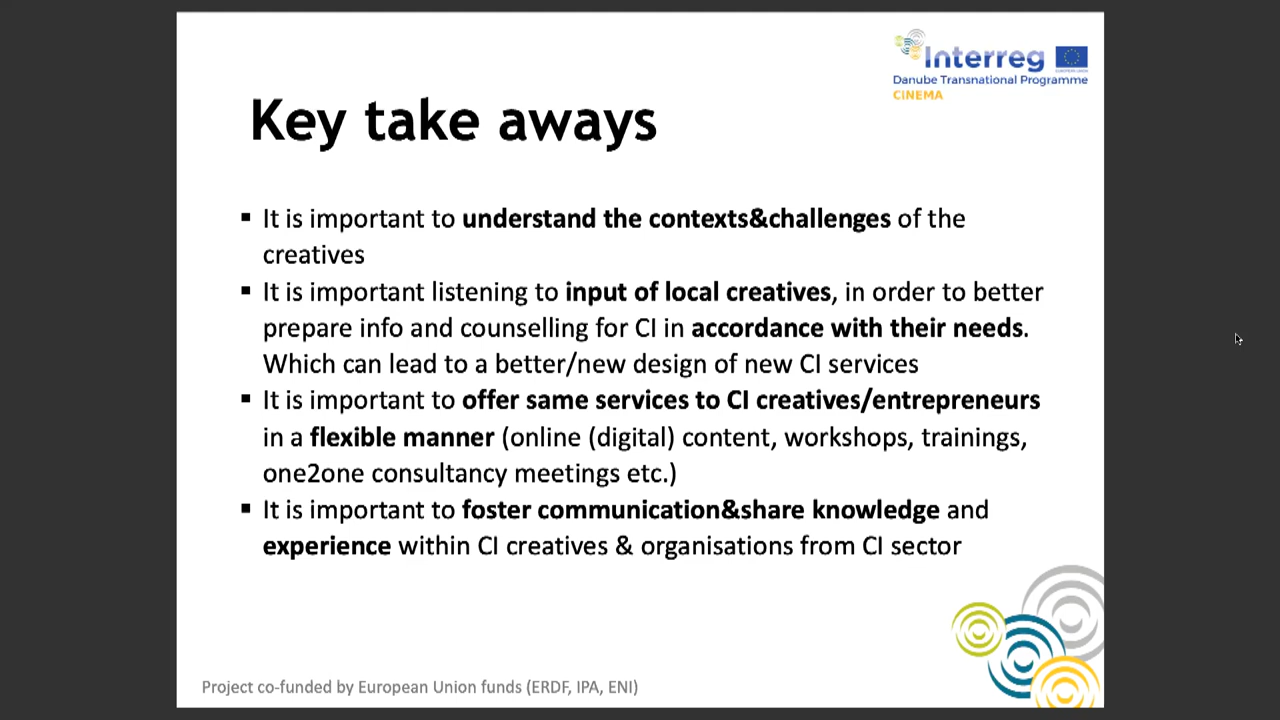 Interreg
EUROPEAN UNION
Danube Transnational Programme
CINEMA
Key take aways
▪ It is important to understand the contexts&challenges of the
creatives
▪ It is important listening to input of local creatives, in order to better
prepare info and counselling for CI in accordance with their needs.
Which can lead to a better/new design of new CI services
▪ It is important to offer same services to CI creatives/entrepreneurs
in a flexible manner (online (digital) content, workshops, trainings,
one2one consultancy meetings etc.)
▪ It is important to foster communication&share knowledge and
experience within CI creatives & organisations from CI sector
Project co-funded by European Union funds (ERDF, IPA, ENI)